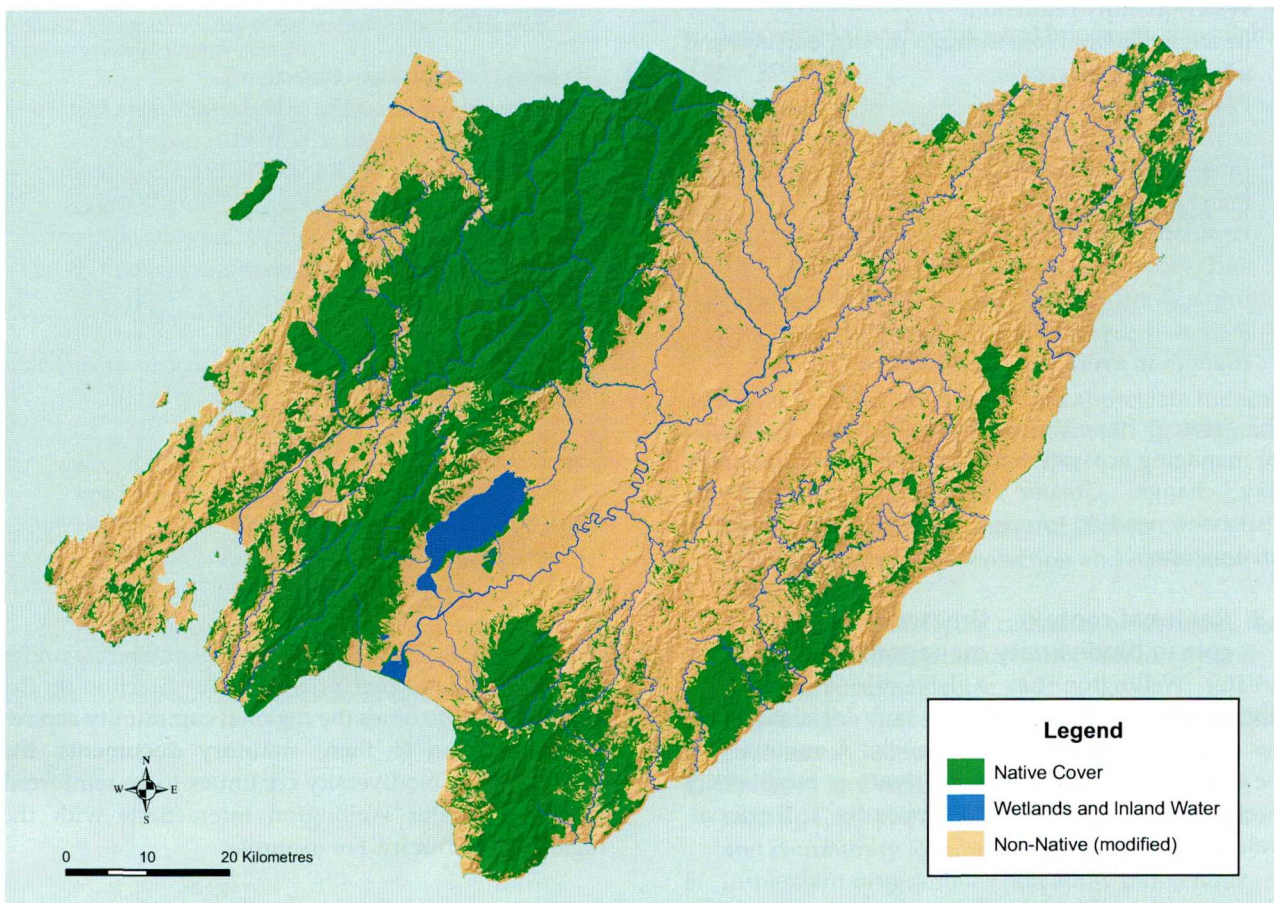 Legend
Native Cover
Wetlands and Inland Water
Non-Native (modified)
N
W E
S
0 10 20 Kilometres